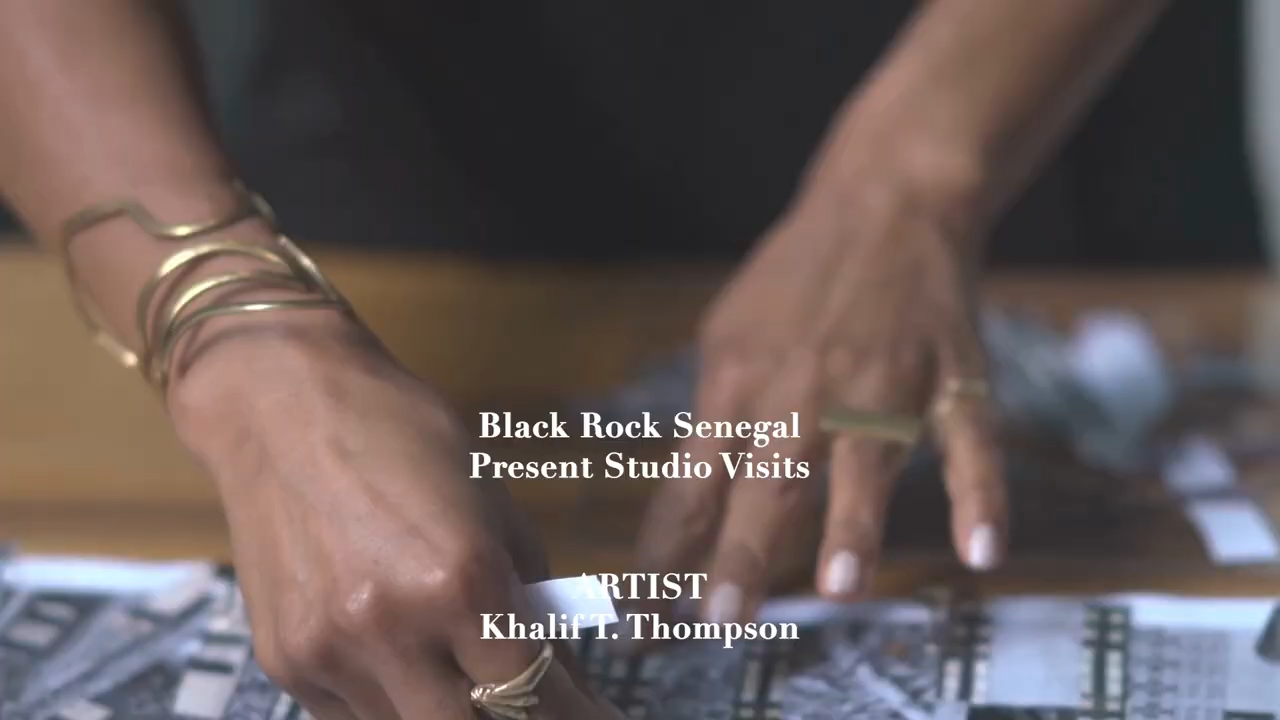 Black Rock Senegal
Present Studio Visits
ARTIST
Khalif T. Thompson